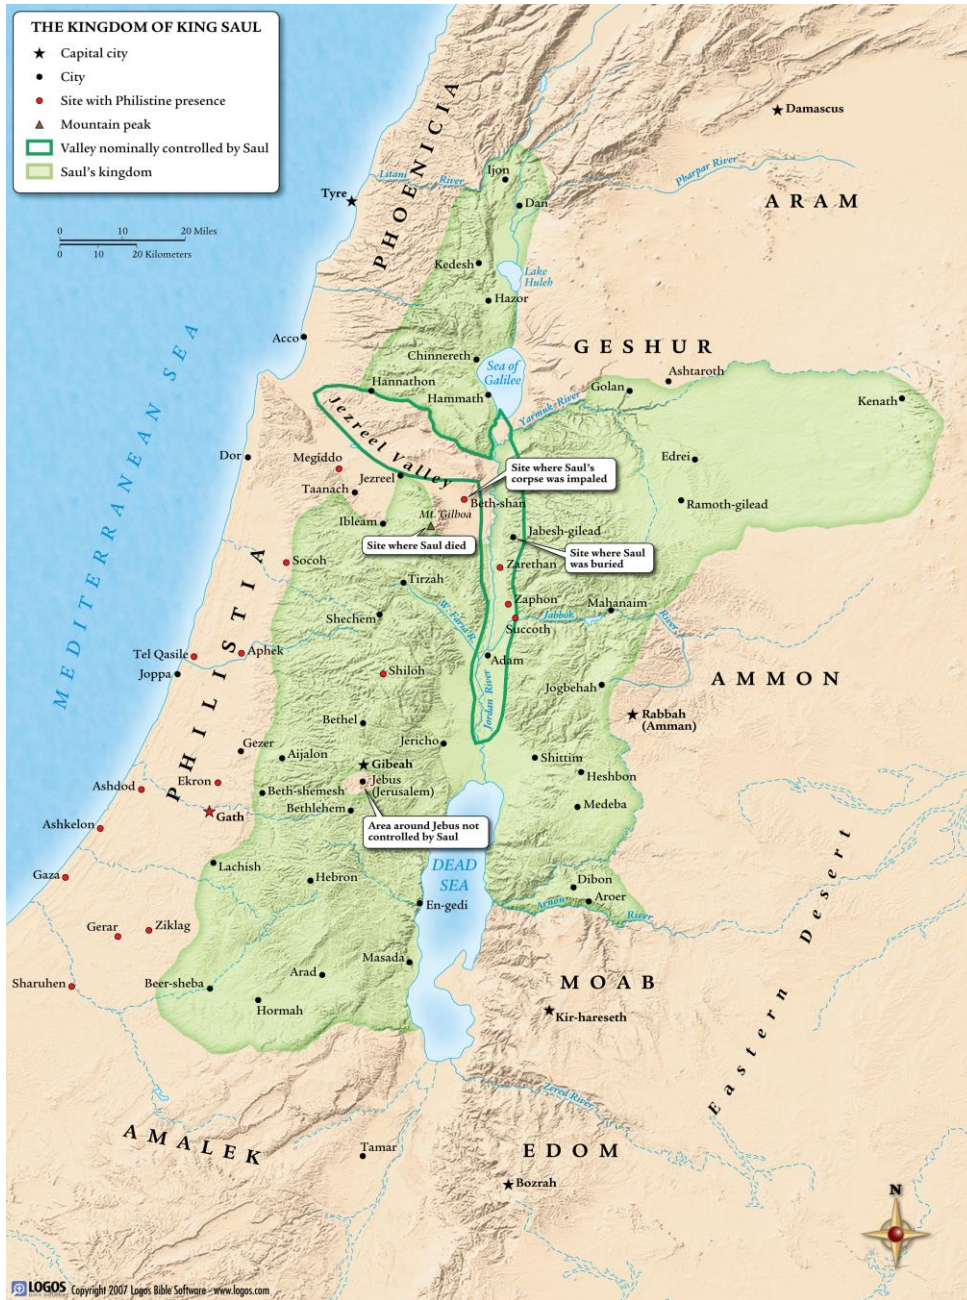 THE KINGDOM OF KING SAUL
Capital city
City
Site with Philistine presence
Mountain peak
Valley nominally controlled by Saul
Saul's kingdom
0 10 20 Miles
0 10 20 Kilometers
PHOENICIA
Damascus
Ijon
Litani River
Pharpar River
Tyre
Dan
ARAM
Kedesh
Lake
Huleh
Hazor
MEDITERRANEAN SEA
Acco
GESHUR
Chinnereth
Sea of
Galilee
Ashtaroth
Hannathon
Golan
Hammath
Yarmuk River
Kenath
Jezreel Valley
Dor
Megiddo
Edrei
Site where Saul's
corpse was impaled
Jezreel
Taanach
Beth-shan
Ramoth-gilead
Mt. Gilboa
Ibleam
Jabesh-gilead
Site where Saul died
Site where Saul
was buried
Socoh
Zarethan
Tirzah
PHILISTIA
Zaphon
Mahanaim
W. Faria R.
Shechem
Jabbok River
Succoth
Tel Qasile
Aphek
Adam
Joppa
Shiloh
AMMON
Jogbehah
Jordan River
Rabbah
(Amman)
Bethel
Jericho
Gezer
Aijalon
Gibeah
Shittim
Ekron
Jebus
(Jerusalem)
Heshbon
Ashdod
Beth-shemesh
Bethlehem
Medeba
Gath
Ashkelon
Area around Jebus not
controlled by Saul
Lachish
DEAD
SEA
Gaza
Hebron
Dibon
Aroer
En-gedi
Arnon River
Eastern Desert
Gerar
Ziklag
Masada
Sharuhen
Beer-sheba
Arad
MOAB
Hormah
Kir-hareseth
Zered River
AMALEK
Tamar
EDOM
Bozrah
N
LOGOS
Copyright 2007 Logos Bible Software - www.logos.com